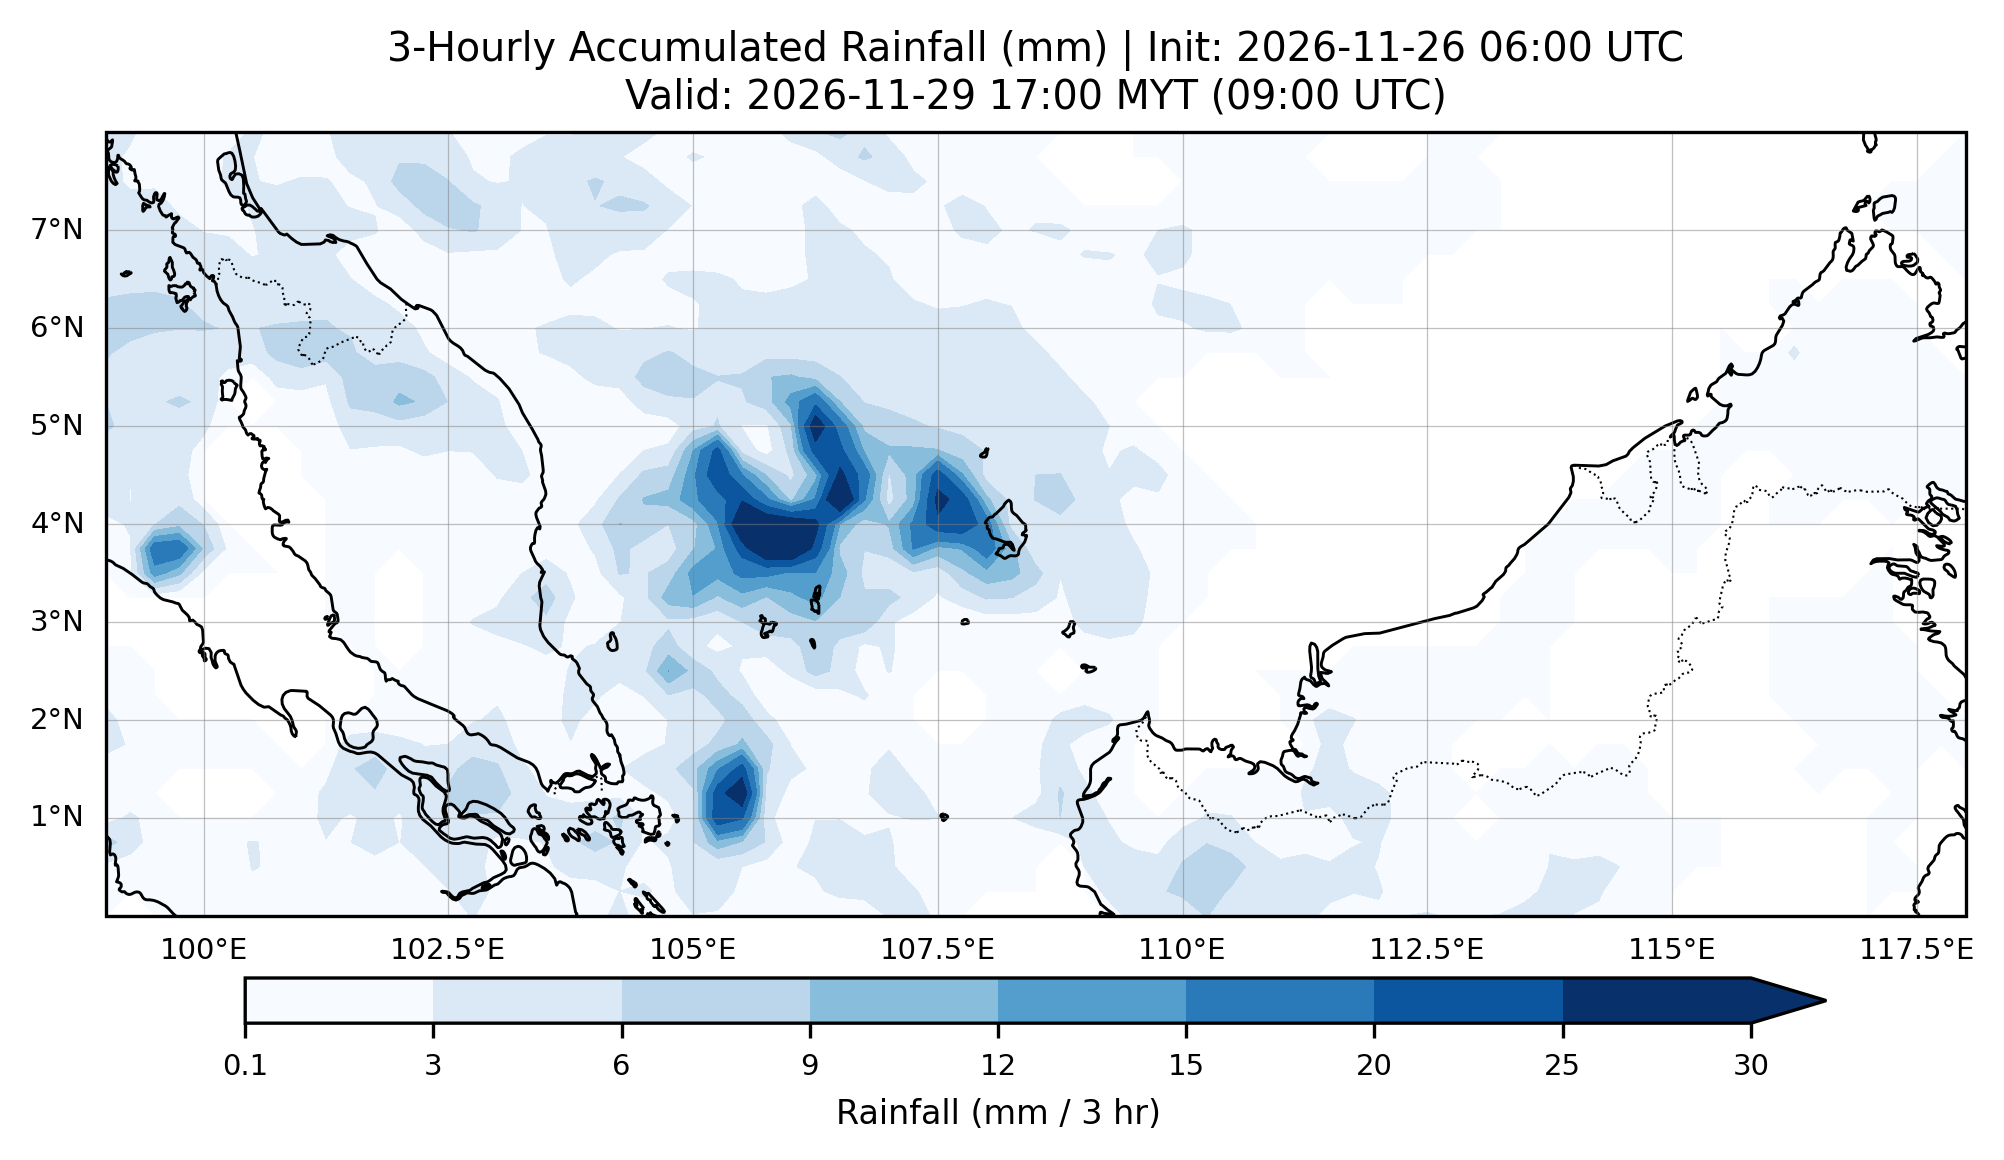 3-Hourly Accumulated Rainfall (mm) | Init: 2026-11-26 06:00 UTC
Valid: 2026-11-29 17:00 MYT (09:00 UTC)
7°N
6°N
5°N
4°N
3°N
2°N
1°N
100°E 102.5°E 105°E 107.5°E 110°E 112.5°E 115°E 117.5°E
0.1 3 6 9 12 15 20 25 30
Rainfall (mm / 3 hr)